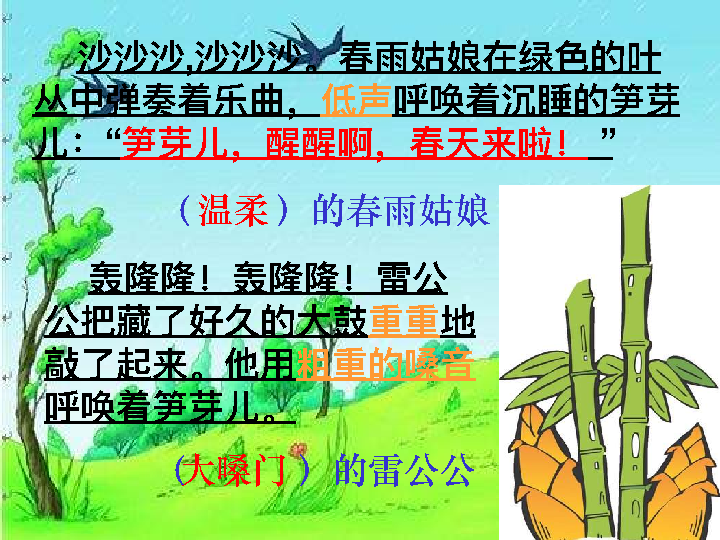 沙沙沙,沙沙沙。春雨姑娘在绿色的叶
丛中弹奏着乐曲，低声呼唤着沉睡的笋芽
儿：“笋芽儿，醒醒啊，春天来啦！”
（温柔）的春雨姑娘
轰隆隆！轰隆隆！雷公
公把藏了好久的大鼓重重地
敲了起来。他用粗重的嗓音
呼唤着笋芽儿。
（大嗓门）的雷公公